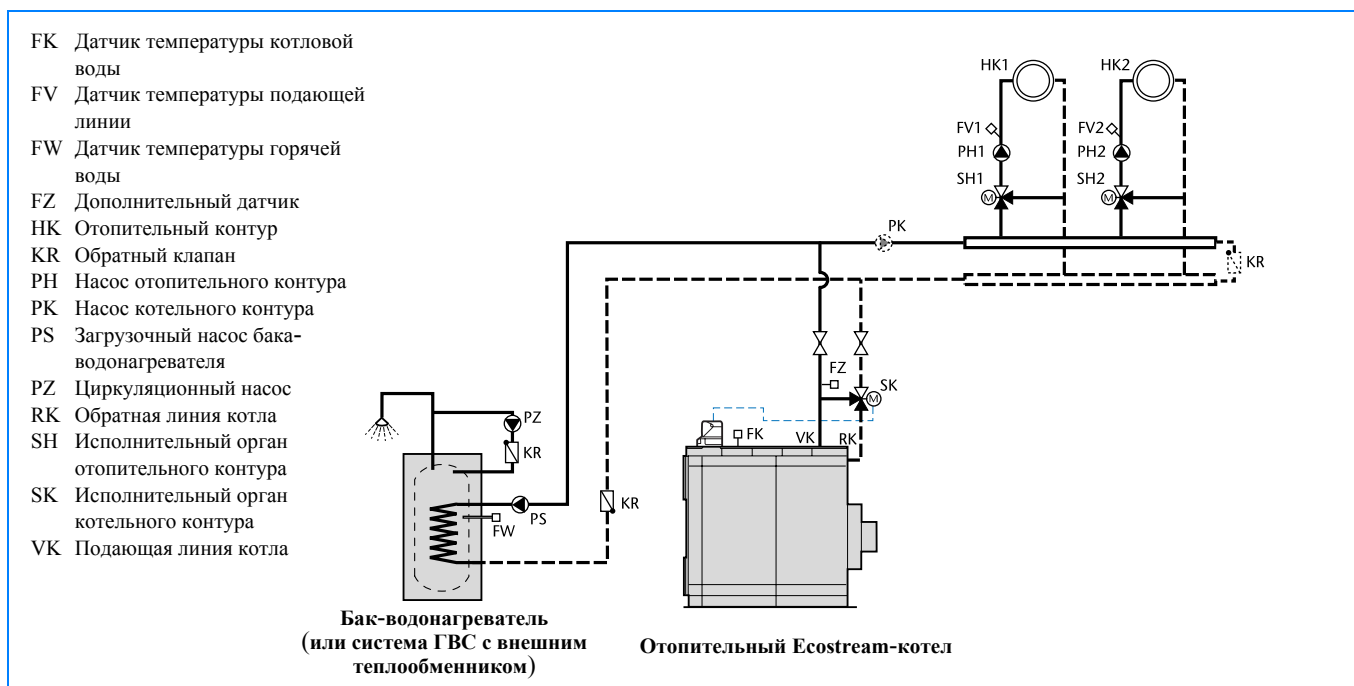 FK Датчик температуры котловой
воды
FV Датчик температуры подающей
линии
FW Датчик температуры горячей
воды
FZ Дополнительный датчик
HK Отопительный контур
KR Обратный клапан
PH Насос отопительного контура
PK Насос котельного контура
PS Загрузочный насос бака-
водонагревателя
PZ Циркуляционный насос
RK Обратная линия котла
SH Исполнительный орган
отопительного контура
SK Исполнительный орган
котельного контура
VK Подающая линия котла
HK1
HK2
FV1
FV2
PH1
PH2
SH1
SH2
M
M
PK
KR
FZ
SK
M
PZ
KR
FK
VK
RK
PS
FW
KR
Бак-водонагреватель
(или система ГВС с внешним
теплообменником)
Отопительный Ecostream-котел